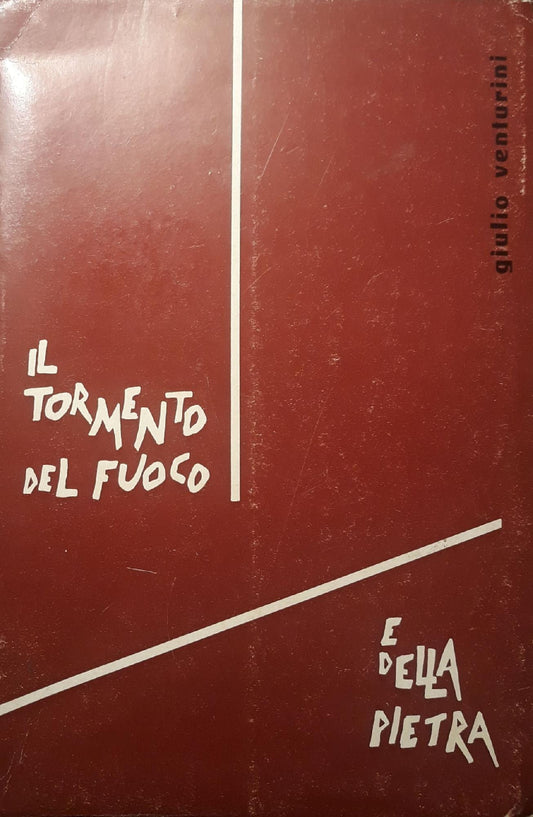 giulio venturini
IL
TORMENTO
DEL FUOCO
E
DELLA
PIETRA